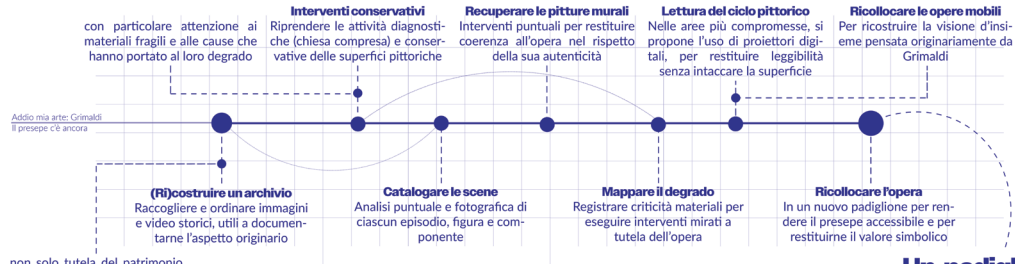 con particolare attenzione ai
materiali fragili e alle cause che
hanno portato al loro degrado
Interventi conservativi
Riprendere le attività diagnosti-
che (chiesa compresa) e conser-
vative delle superfici pittoriche
Recuperare le pitture murali
Interventi puntuali per restituire
coerenza all'opera nel rispetto
della sua autenticità
Lettura del ciclo pittorico
Nelle aree più compromesse, si
propone l'uso di proiettori digi-
tali, per restituire leggibilità
senza intaccare la superficie
Ricollocare le opere mobili
Per ricostruire la visione d'insi-
eme pensata originariamente da
Grimaldi
Addio mia arte: Grimaldi
Il presepe c'è ancora
(Ri)costruire un archivio
Raccogliere e ordinare immagini
e video storici, utili a documen-
tarne l'aspetto originario
Catalogare le scene
Analisi puntuale e fotografica di
ciascun episodio, figura e com-
ponente
Mappare il degrado
Registrare criticità materiali per
eseguire interventi mirati a
tutela dell'opera
Ricollocare l'opera
In un nuovo padiglione per ren-
dere il presepe accessibile e per
restituirne il valore simbolico
non solo tutela del patrimonio
Un